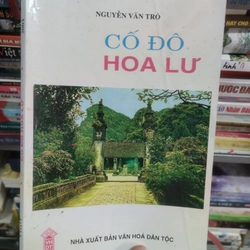 NGUYỄN VĂN TRÒ
CỐ ĐÔ
HOA LƯ
NHÀ XUẤT BẢN VĂN HOÁ DÂN TỘC